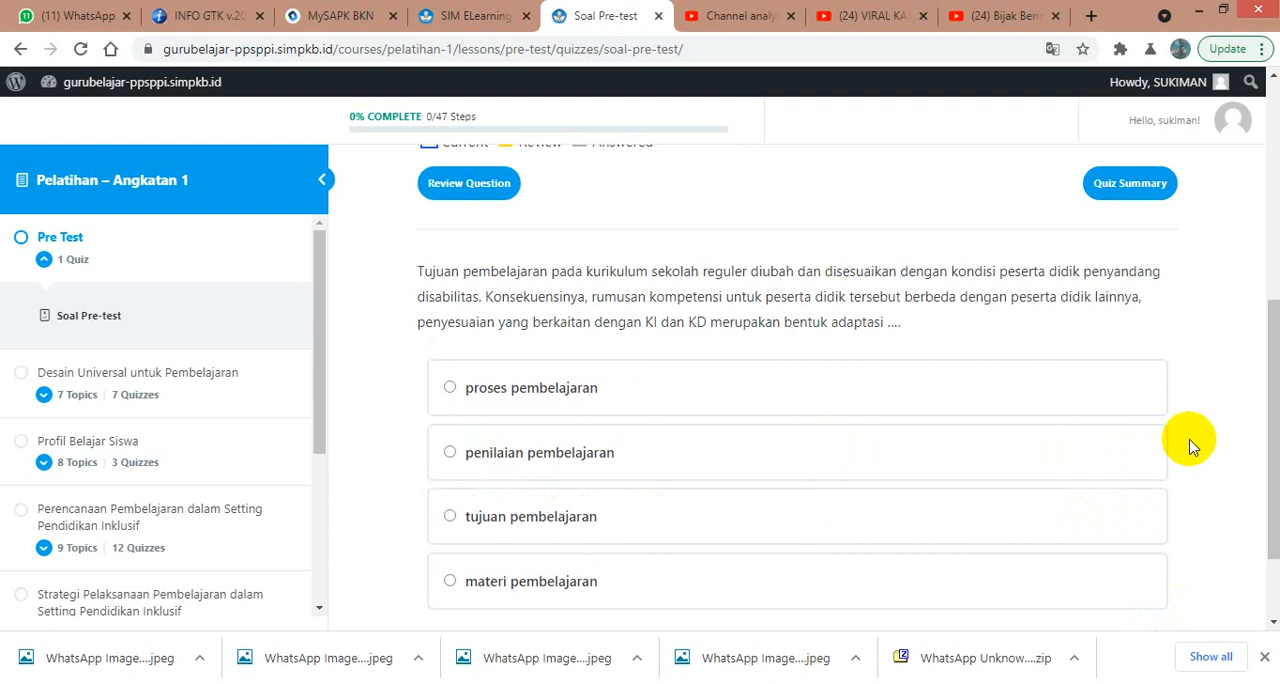 (11) WhatsApp
INFO GTK v.20
MySAPK BKN
SIM ELearning
Soal Pre-test
Channel analy
(24) VIRAL KA
(24) Bijak Ber
gurubelajar-ppsppi.simpkb.id/courses/pelatihan-1/lessons/pre-test/quizzes/soal-pre-test/
Update
gurubelajar-ppsppi.simpkb.id
Howdy, SUKIMAN
0% COMPLETE 0/47 Steps
Hello, sukiman!
Pelatihan – Angkatan 1
Pre Test
1 Quiz
Soal Pre-test
Desain Universal untuk Pembelajaran
7 Topics | 7 Quizzes
Profil Belajar Siswa
8 Topics | 3 Quizzes
Perencanaan Pembelajaran dalam Setting
Pendidikan Inklusif
9 Topics | 12 Quizzes
Strategi Pelaksanaan Pembelajaran dalam
Setting Pendidikan Inklusif
Current Review Answered
Review Question
Quiz Summary
Tujuan pembelajaran pada kurikulum sekolah reguler diubah dan disesuaikan dengan kondisi peserta didik penyandang
disabilitas. Konsekuensinya, rumusan kompetensi untuk peserta didik tersebut berbeda dengan peserta didik lainnya,
penyesuaian yang berkaitan dengan KI dan KD merupakan bentuk adaptasi ....
proses pembelajaran
penilaian pembelajaran
tujuan pembelajaran
materi pembelajaran
WhatsApp Image....jpeg
WhatsApp Image....jpeg
WhatsApp Image....jpeg
WhatsApp Image....jpeg
WhatsApp Unknow....zip
Show all